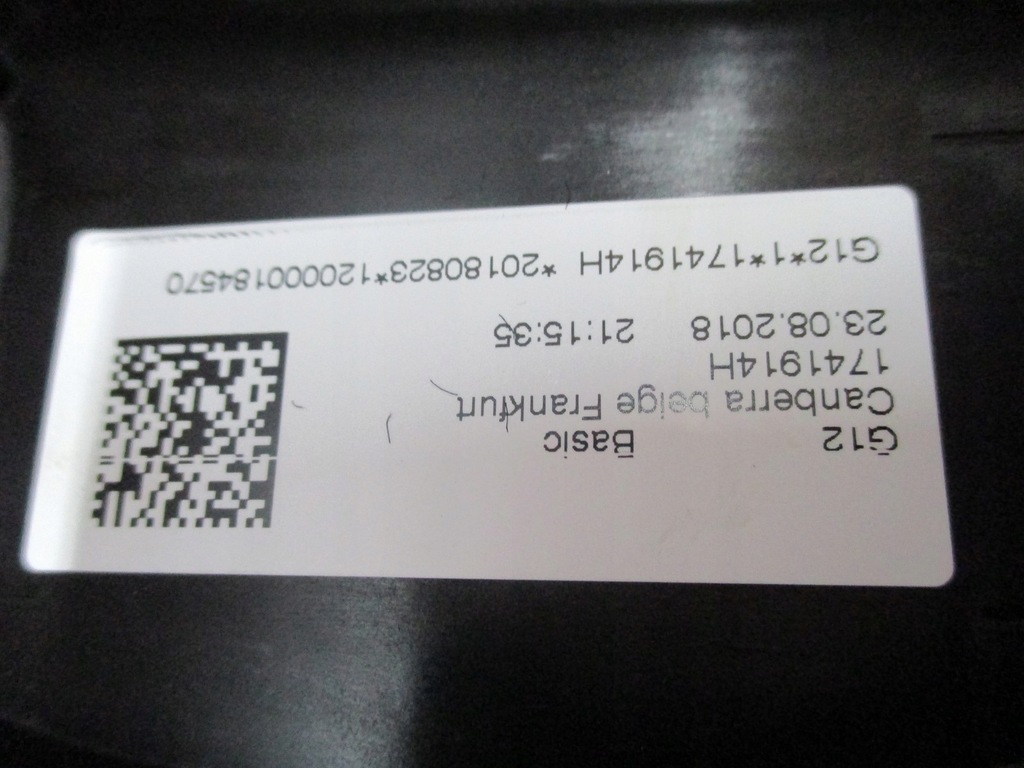 G12 Basic
Canberra beige Frankfurt
1741914H
23.08.2018 21:15:35
G12*1*1741914H *20180823*120000184570